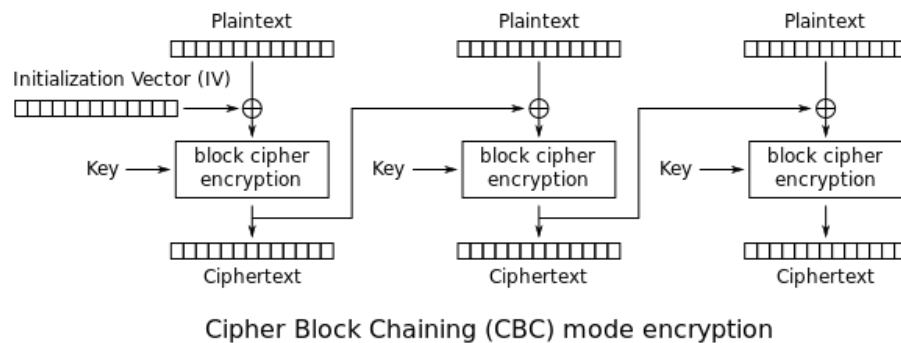 Plaintext Plaintext Plaintext
Initialization Vector (IV)
Key block cipher encryption Key block cipher encryption Key block cipher encryption
Ciphertext Ciphertext Ciphertext
Cipher Block Chaining (CBC) mode encryption